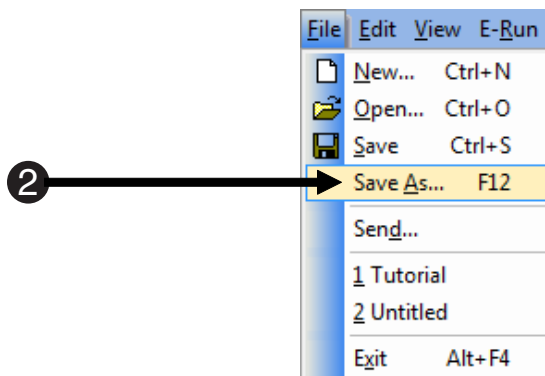 File Edit View E-Run
New... Ctrl+N
Open... Ctrl+O
Save Ctrl+S
2 Save As... F12
Send...
1 Tutorial
2 Untitled
Exit Alt+F4